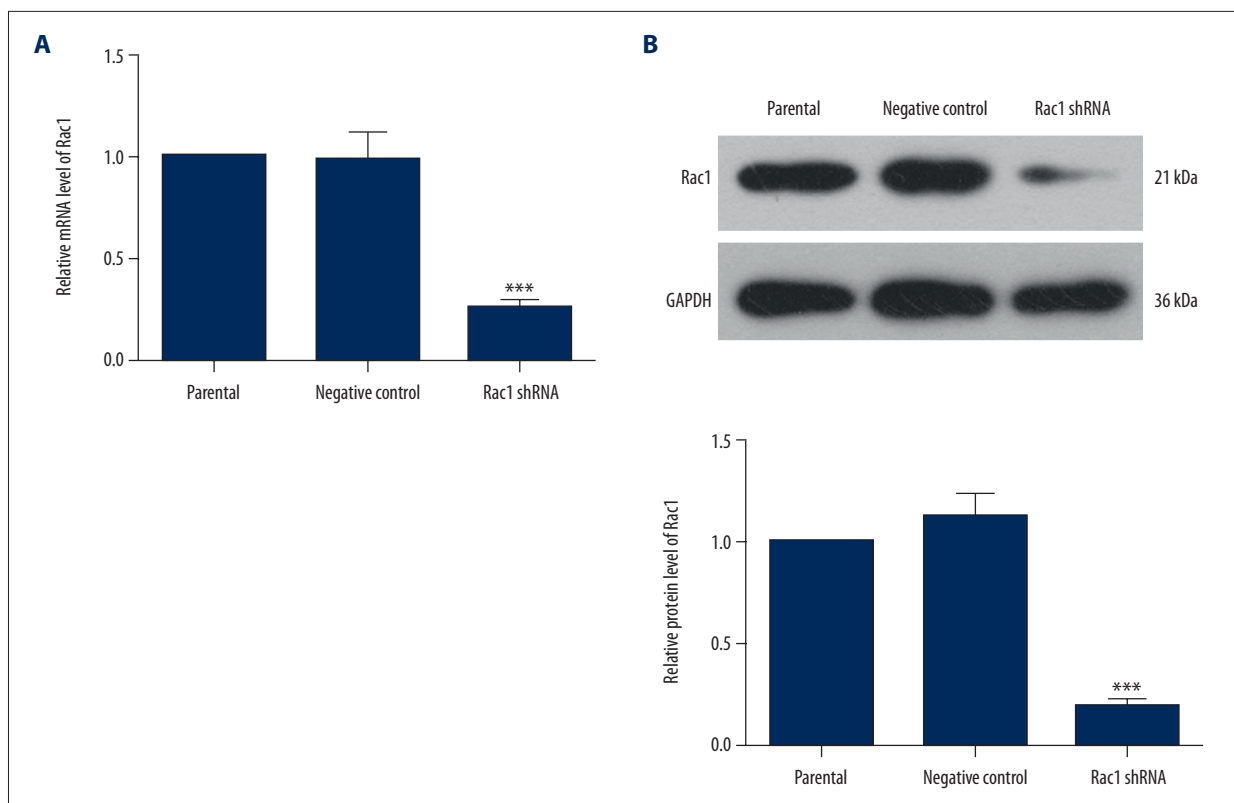 A
1.5
1.0
0.5
0.0
Relative mRNA level of Rac1
***
Parental Negative control Rac1 shRNA
B
Parental Negative control Rac1 shRNA
Rac1 21 kDa
GAPDH 36 kDa
1.5
1.0
0.5
0.0
Relative protein level of Rac1
***
Parental Negative control Rac1 shRNA